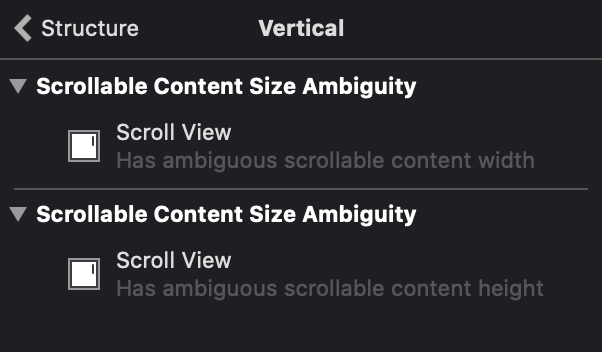 Structure
Vertical
Scrollable Content Size Ambiguity
Scroll View
Has ambiguous scrollable content width
Scrollable Content Size Ambiguity
Scroll View
Has ambiguous scrollable content height